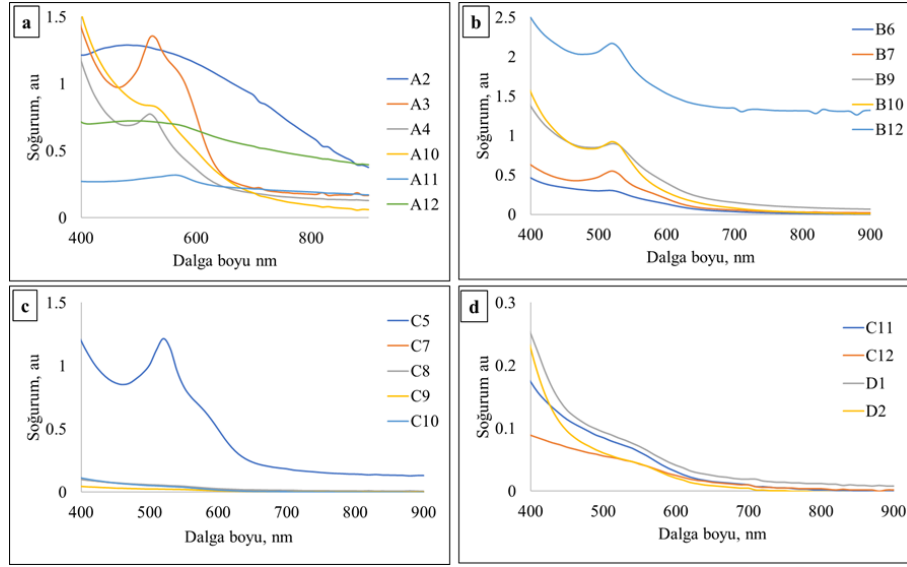 a
1.5
1
0.5
0
400
600
800
Soğurum, au
Dalga boyu nm
A2
A3
A4
A10
A11
A12
b
2.5
2
1.5
1
0.5
0
400
500
600
700
800
900
Soğurum, au
Dalga boyu, nm
B6
B7
B9
B10
B12
c
1.5
1
0.5
0
400
500
600
700
800
900
Soğurum, au
Dalga boyu, nm
C5
C7
C8
C9
C10
d
0.3
0.2
0.1
0
400
500
600
700
800
900
Soğurum au
Dalga boyu, nm
C11
C12
D1
D2